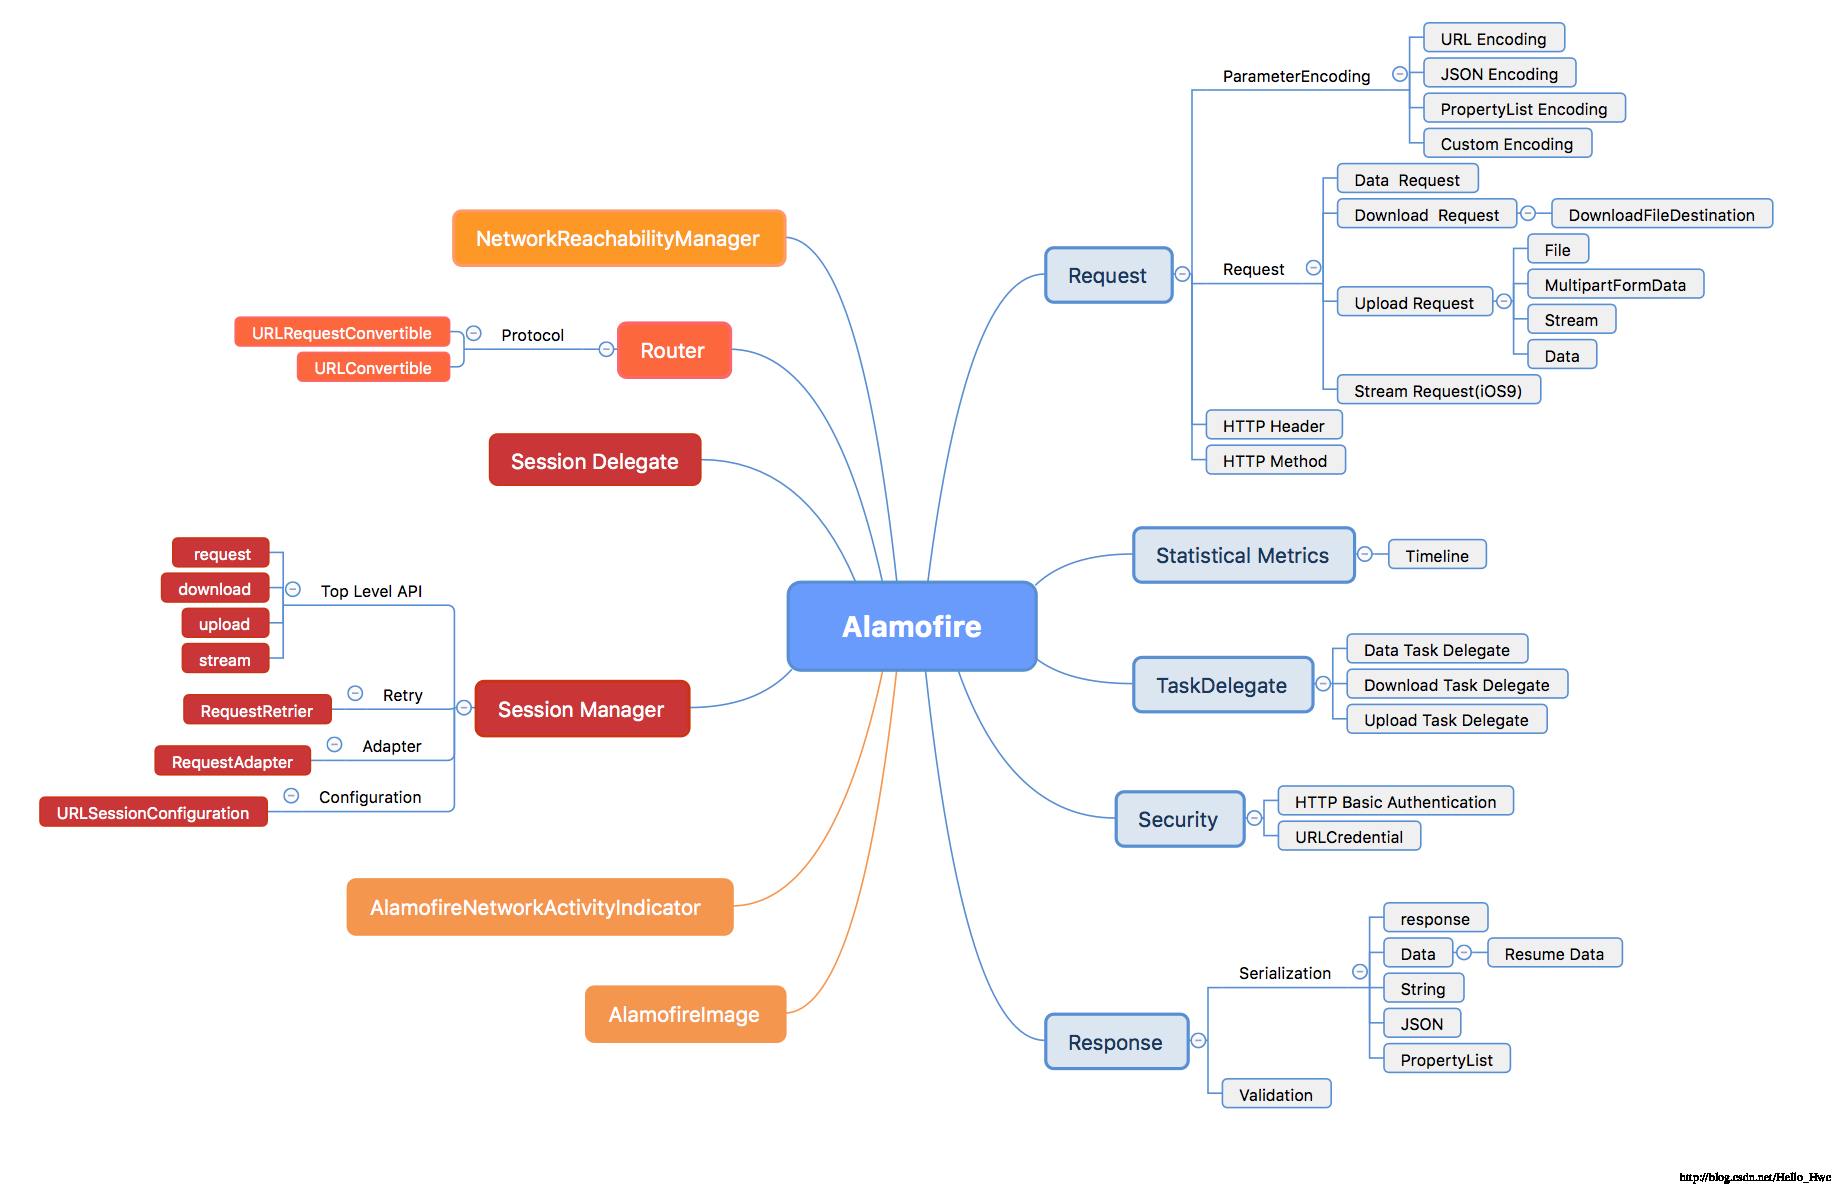 Alamofire
Request
ParameterEncoding
URL Encoding
JSON Encoding
PropertyList Encoding
Custom Encoding
Request
Data Request
Download Request
DownloadFileDestination
Upload Request
File
MultipartFormData
Stream
Data
Stream Request(iOS9)
HTTP Header
HTTP Method
Statistical Metrics
Timeline
TaskDelegate
Data Task Delegate
Download Task Delegate
Upload Task Delegate
Security
HTTP Basic Authentication
URLCredential
Response
Serialization
response
Data
Resume Data
String
JSON
PropertyList
Validation
NetworkReachabilityManager
Router
Protocol
URLRequestConvertible
URLConvertible
Session Delegate
Session Manager
Top Level API
request
download
upload
stream
Retry
RequestRetrier
Adapter
RequestAdapter
Configuration
URLSessionConfiguration
AlamofireNetworkActivityIndicator
AlamofireImage
http://blog.csdn.net/Hello_Hwc